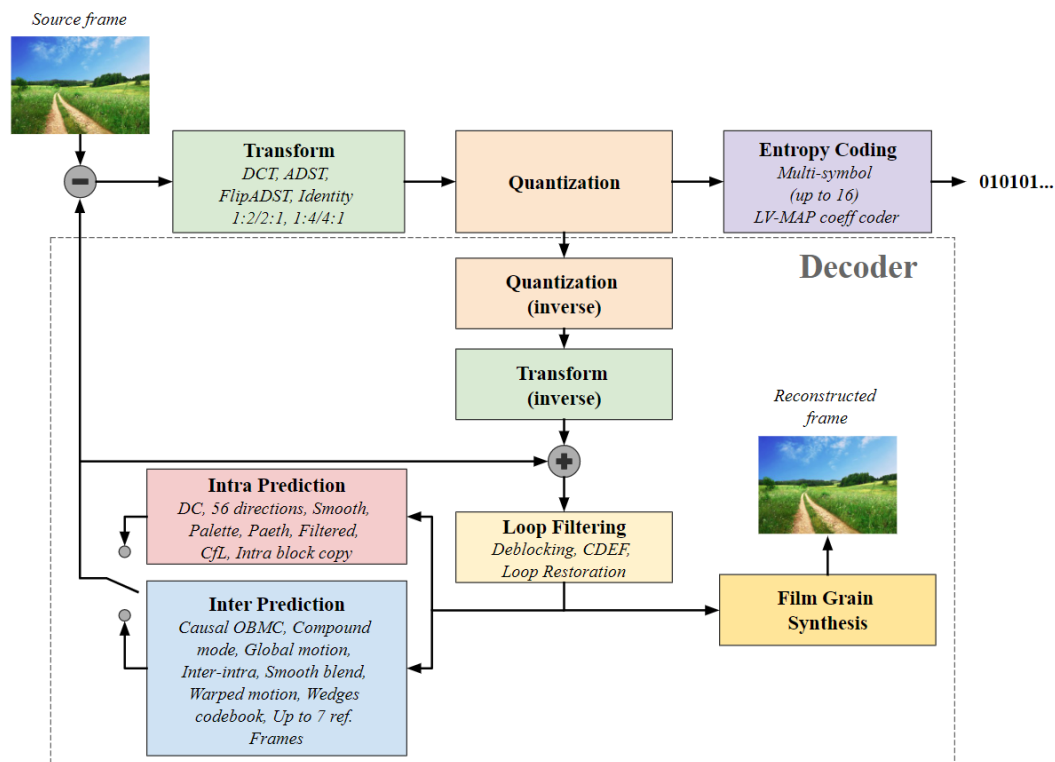 Source frame
Transform
DCT, ADST,
FlipADST, Identity
1:2/2:1, 1:4/4:1
Quantization
Entropy Coding
Multi-symbol
(up to 16)
LV-MAP coeff coder
010101...
Decoder
Quantization
(inverse)
Transform
(inverse)
Reconstructed
frame
Intra Prediction
DC, 56 directions, Smooth,
Palette, Paeth, Filtered,
CfL, Intra block copy
Loop Filtering
Deblocking, CDEF,
Loop Restoration
Film Grain
Synthesis
Inter Prediction
Causal OBMC, Compound
mode, Global motion,
Inter-intra, Smooth blend,
Warped motion, Wedges
codebook, Up to 7 ref.
Frames